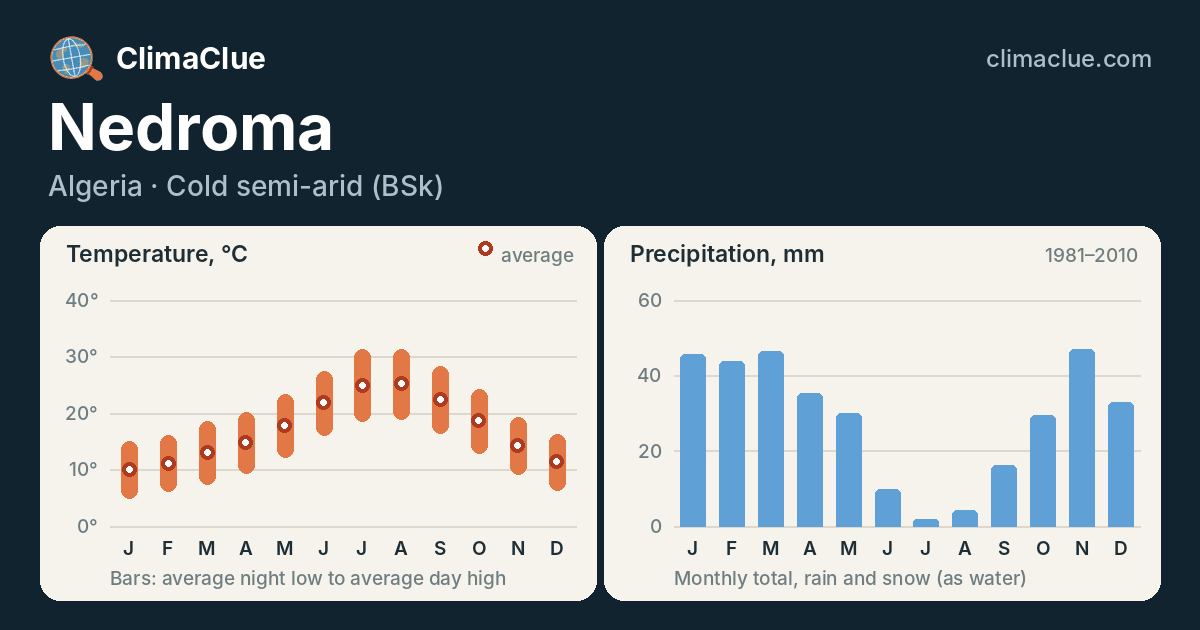 ClimaClue
climaclue.com
Nedroma
Algeria · Cold semi-arid (BSk)
Temperature, °C
average
40°
30°
20°
10°
0°
J F M A M J J A S O N D
Bars: average night low to average day high
Precipitation, mm
1981–2010
60
40
20
0
J F M A M J J A S O N D
Monthly total, rain and snow (as water)